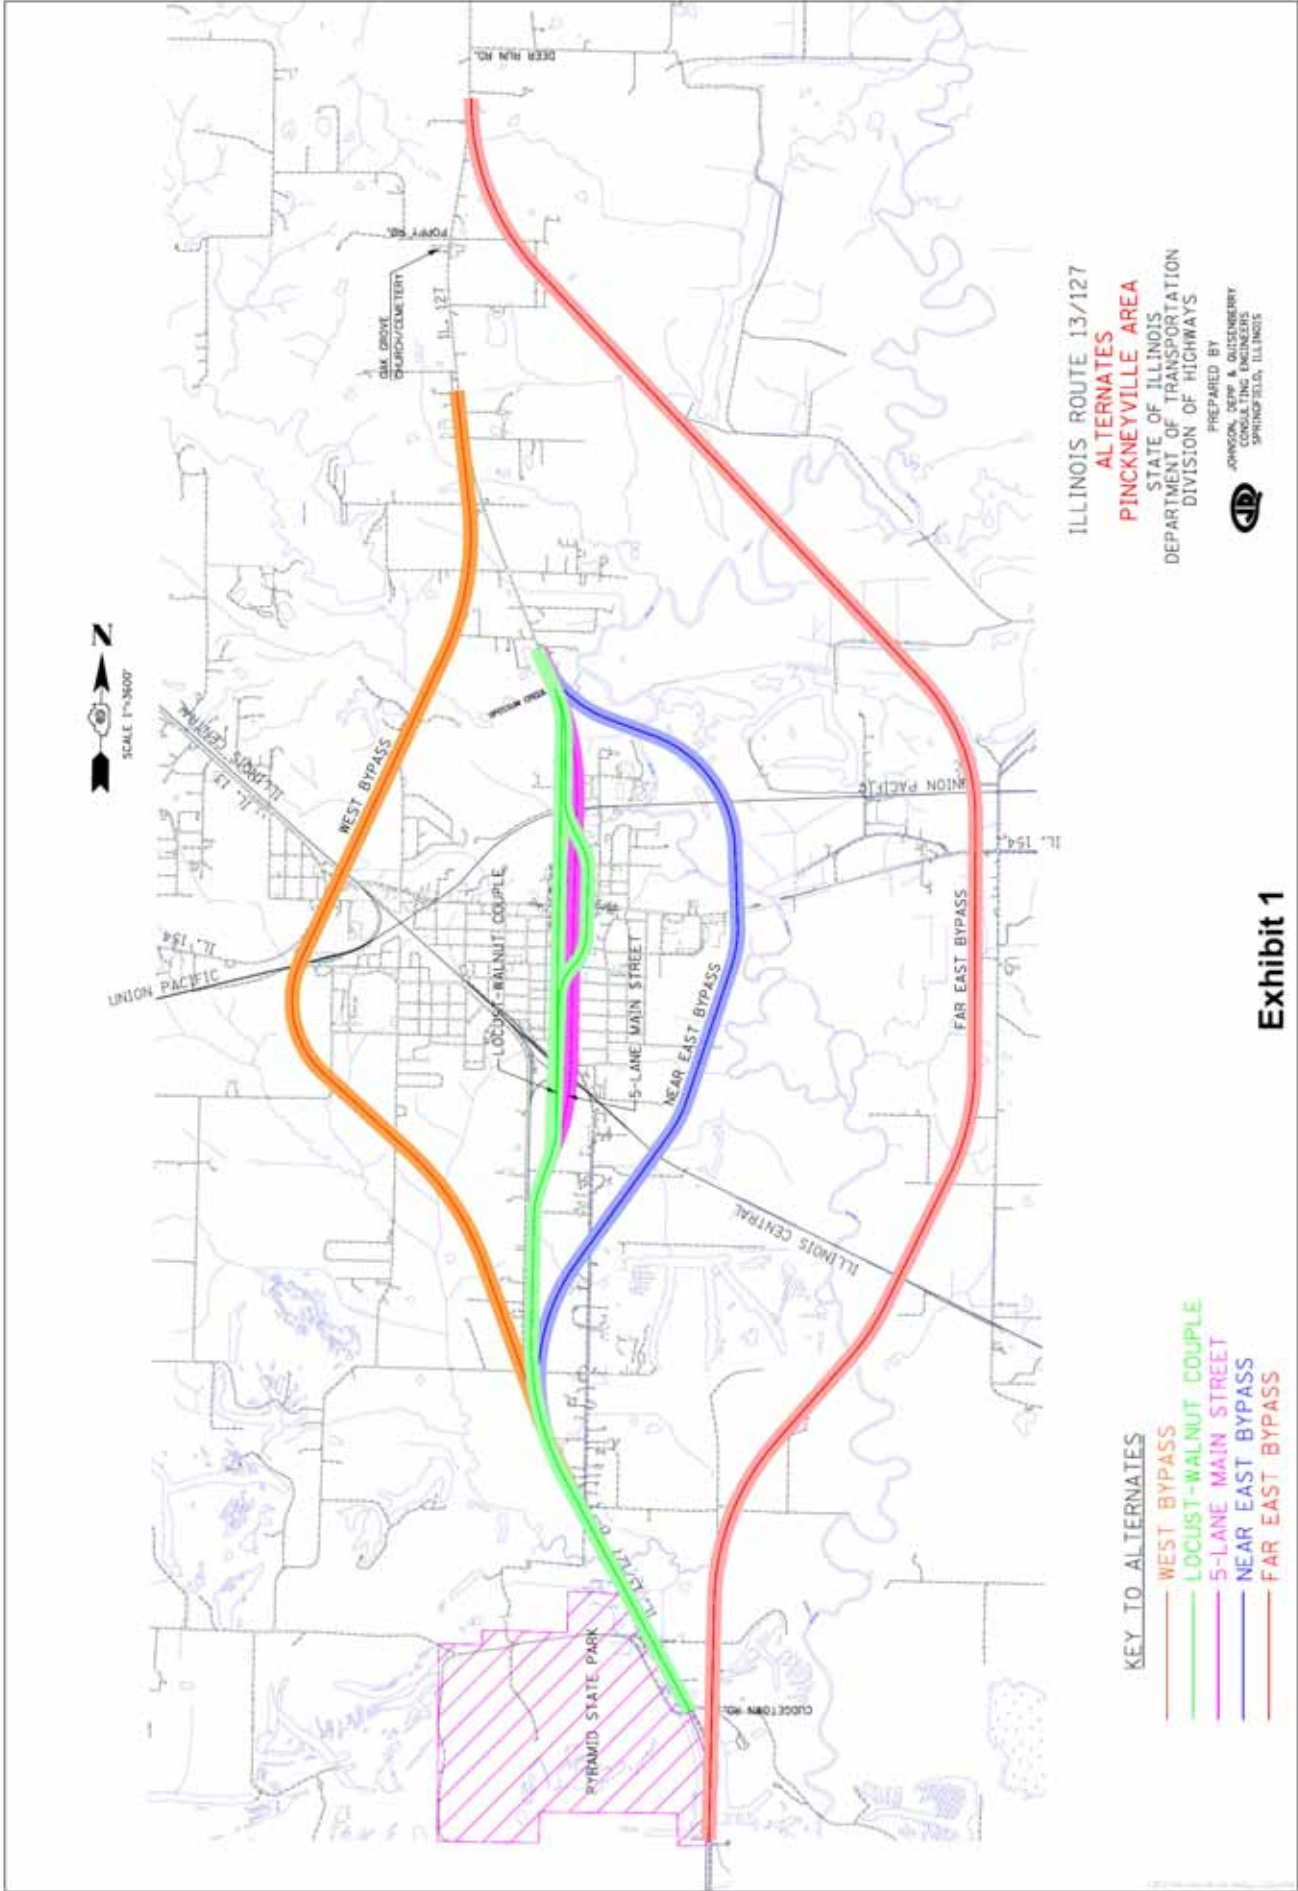 N
SCALE 1"=3600'
DEER RUN RD.
POPPY RD.
OAK GROVE
CHURCH/CEMETERY
IL. 127
ILLINOIS CENTRAL
IL. 13
WEST BYPASS
POSSUM CREEK
UNION PACIFIC
IL. 154
UNION PACIFIC
IL. 154
LOCUST-WALNUT COUPLE
5-LANE MAIN STREET
NEAR EAST BYPASS
FAR EAST BYPASS
ILLINOIS CENTRAL
IL. 13/127
PYRAMID STATE PARK
CUDGETOWN RD.
KEY TO ALTERNATES
WEST BYPASS
LOCUST-WALNUT COUPLE
5-LANE MAIN STREET
NEAR EAST BYPASS
FAR EAST BYPASS
ILLINOIS ROUTE 13/127
ALTERNATES
PINCKNEYVILLE AREA
STATE OF ILLINOIS
DEPARTMENT OF TRANSPORTATION
DIVISION OF HIGHWAYS
PREPARED BY
JOHNSON, DEPP & QUISENBERRY
CONSULTING ENGINEERS
SPRINGFIELD, ILLINOIS
Exhibit 1